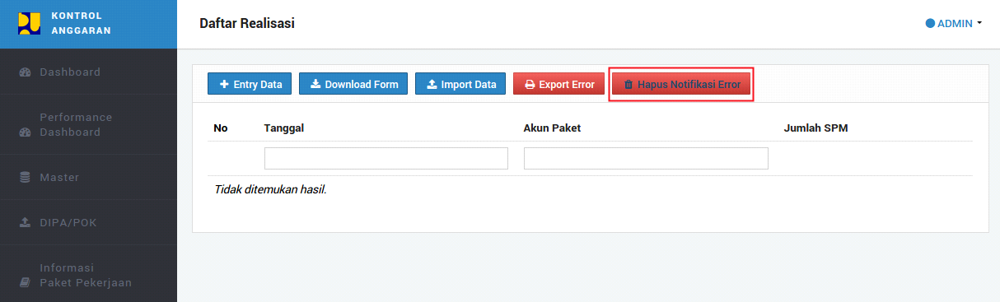 KONTROL
ANGGARAN
Daftar Realisasi
ADMIN
Dashboard
Performance
Dashboard
Master
DIPA/POK
Informasi
Paket Pekerjaan
Entry Data
Download Form
Import Data
Export Error
Hapus Notifikasi Error
No
Tanggal
Akun Paket
Jumlah SPM
Tidak ditemukan hasil.